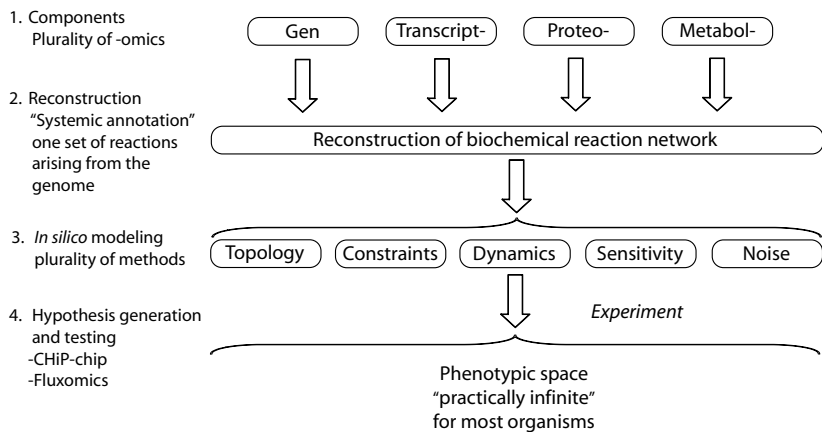 1. Components
Plurality of -omics
Gen
Transcript-
Proteo-
Metabol-
2. Reconstruction
“Systemic annotation”
one set of reactions
arising from the
genome
Reconstruction of biochemical reaction network
3. In silico modeling
plurality of methods
Topology
Constraints
Dynamics
Sensitivity
Noise
4. Hypothesis generation
and testing
-CHiP-chip
-Fluxomics
Experiment
Phenotypic space
“practically infinite”
for most organisms